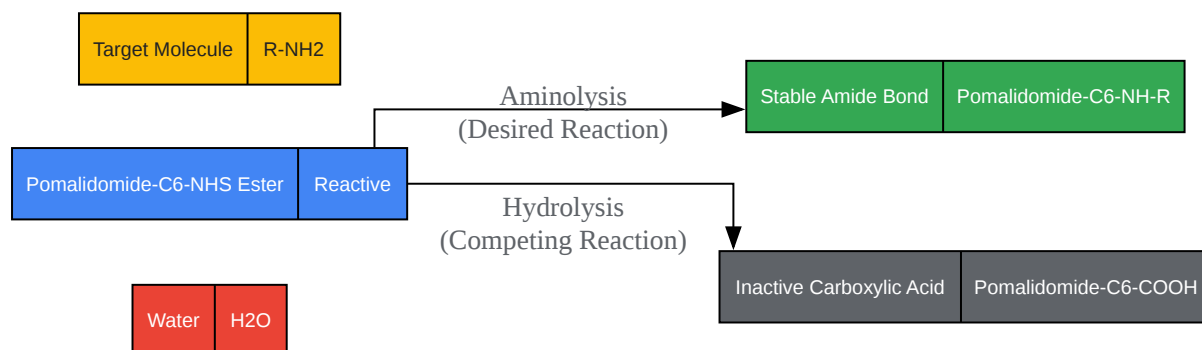 Target Molecule R-NH2
Aminolysis
(Desired Reaction)
Stable Amide Bond Pomalidomide-C6-NH-R
Pomalidomide-C6-NHS Ester Reactive
Hydrolysis
(Competing Reaction)
Inactive Carboxylic Acid Pomalidomide-C6-COOH
Water H2O